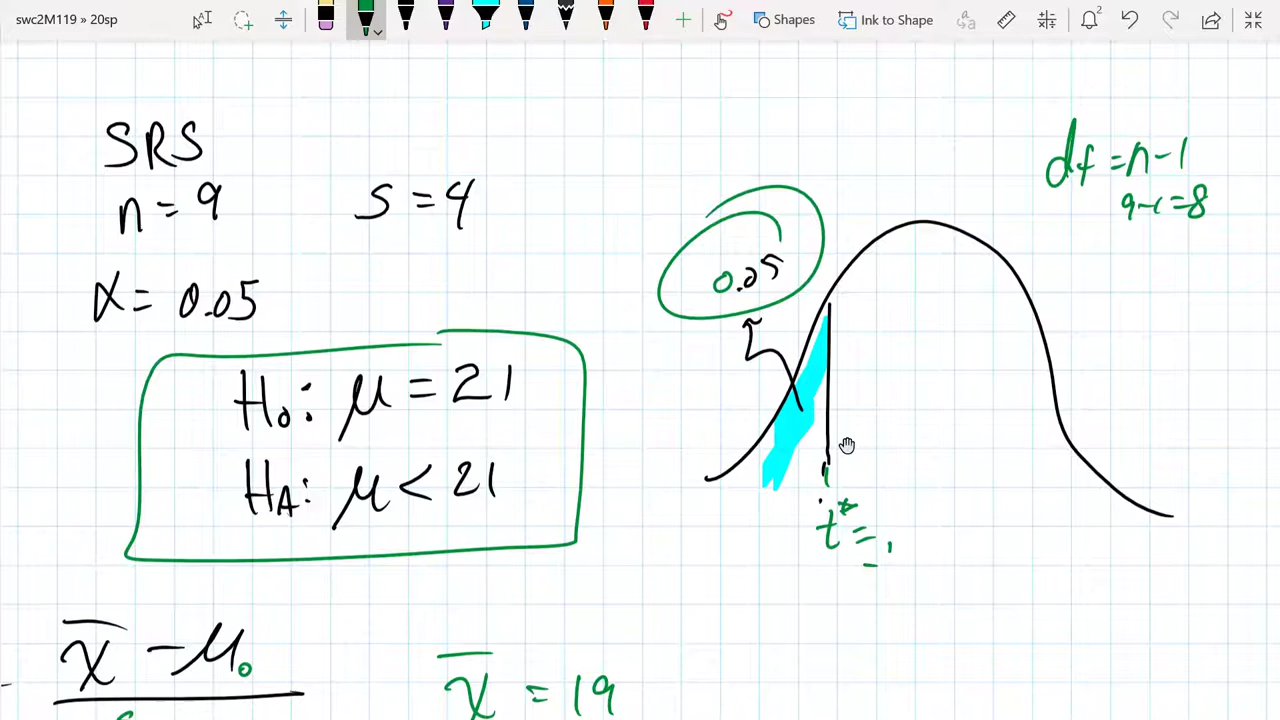 swc2M119 » 20sp
Shapes
Ink to Shape
2
SRS
n = 9
s = 4
α = 0.05
H₀: μ = 21
Hₐ: μ < 21
x̄ − μ₀
x̄ = 19
0.05
df = n-1
9-1=8
t* =